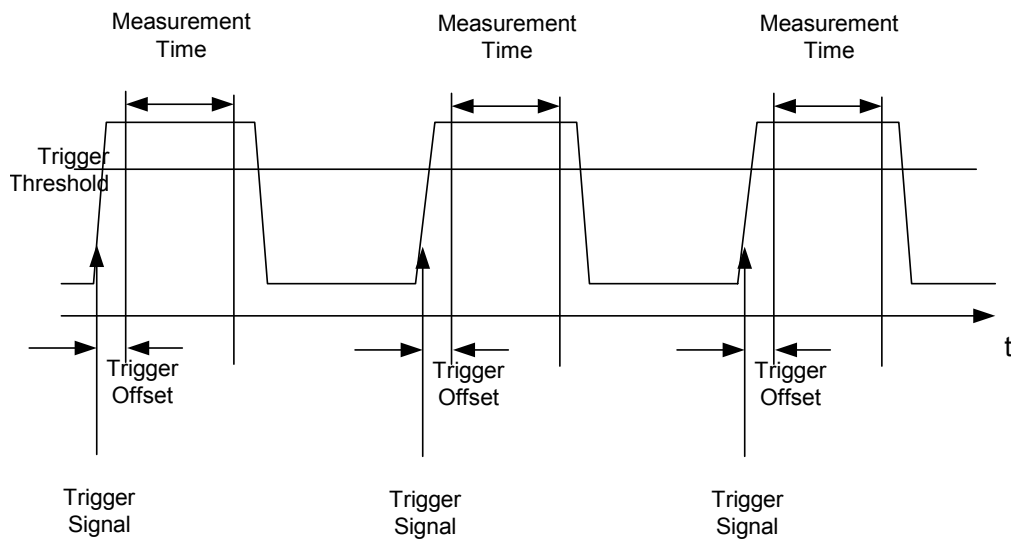 Measurement
Time
Measurement
Time
Measurement
Time
Trigger
Threshold
t
Trigger
Offset
Trigger
Offset
Trigger
Offset
Trigger
Signal
Trigger
Signal
Trigger
Signal